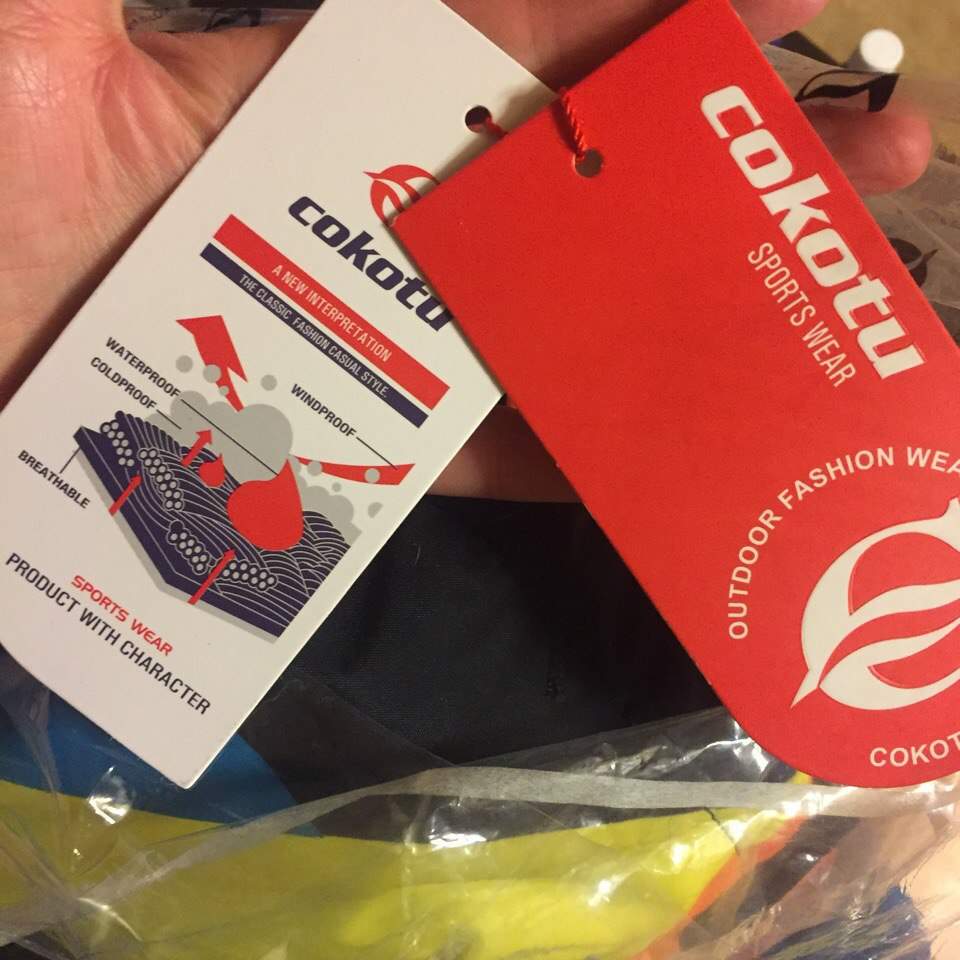 cokotu
A NEW INTERPRETATION
THE CLASSIC FASHION CASUAL STYLE.
WATERPROOF
COLDPROOF
WINDPROOF
BREATHABLE
SPORTS WEAR
PRODUCT WITH CHARACTER
cokotu
SPORTS WEAR
OUTDOOR FASHION WEA
COKOT